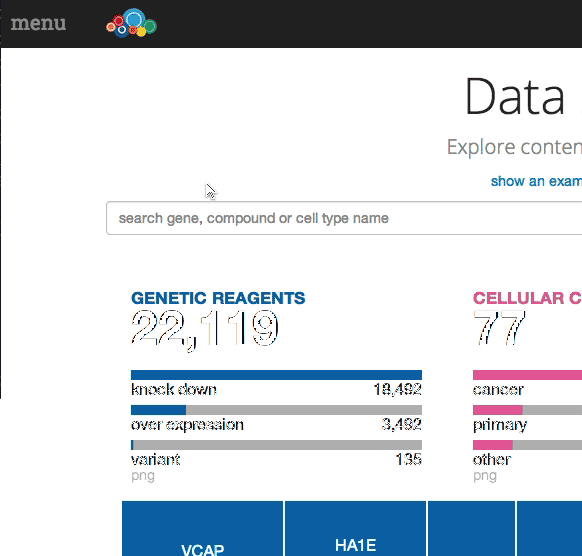 menu
Data
Explore conten
show an exam
search gene, compound or cell type name
GENETIC REAGENTS
22,119
knock down 18,492
over expression 3,492
variant 135
png
CELLULAR C
77
cancer
primary
other
png
VCAP
HA1E